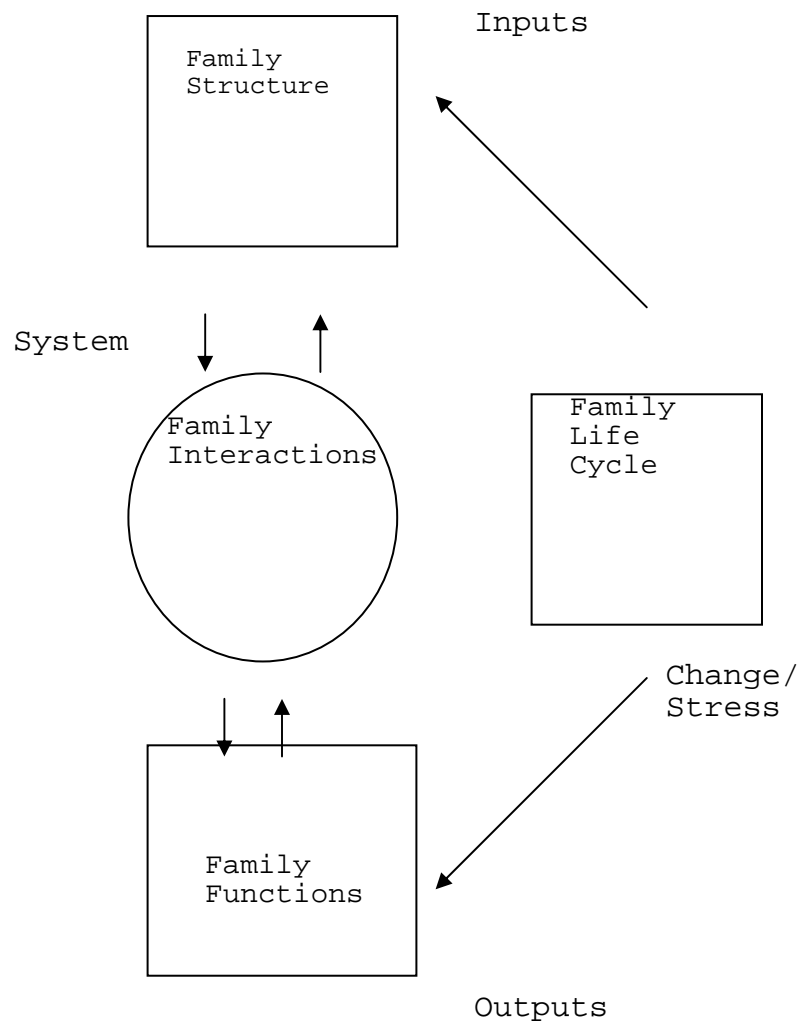 Inputs
Family
Structure
System
Family
Interactions
Family
Life
Cycle
Change/
Stress
Family
Functions
Outputs